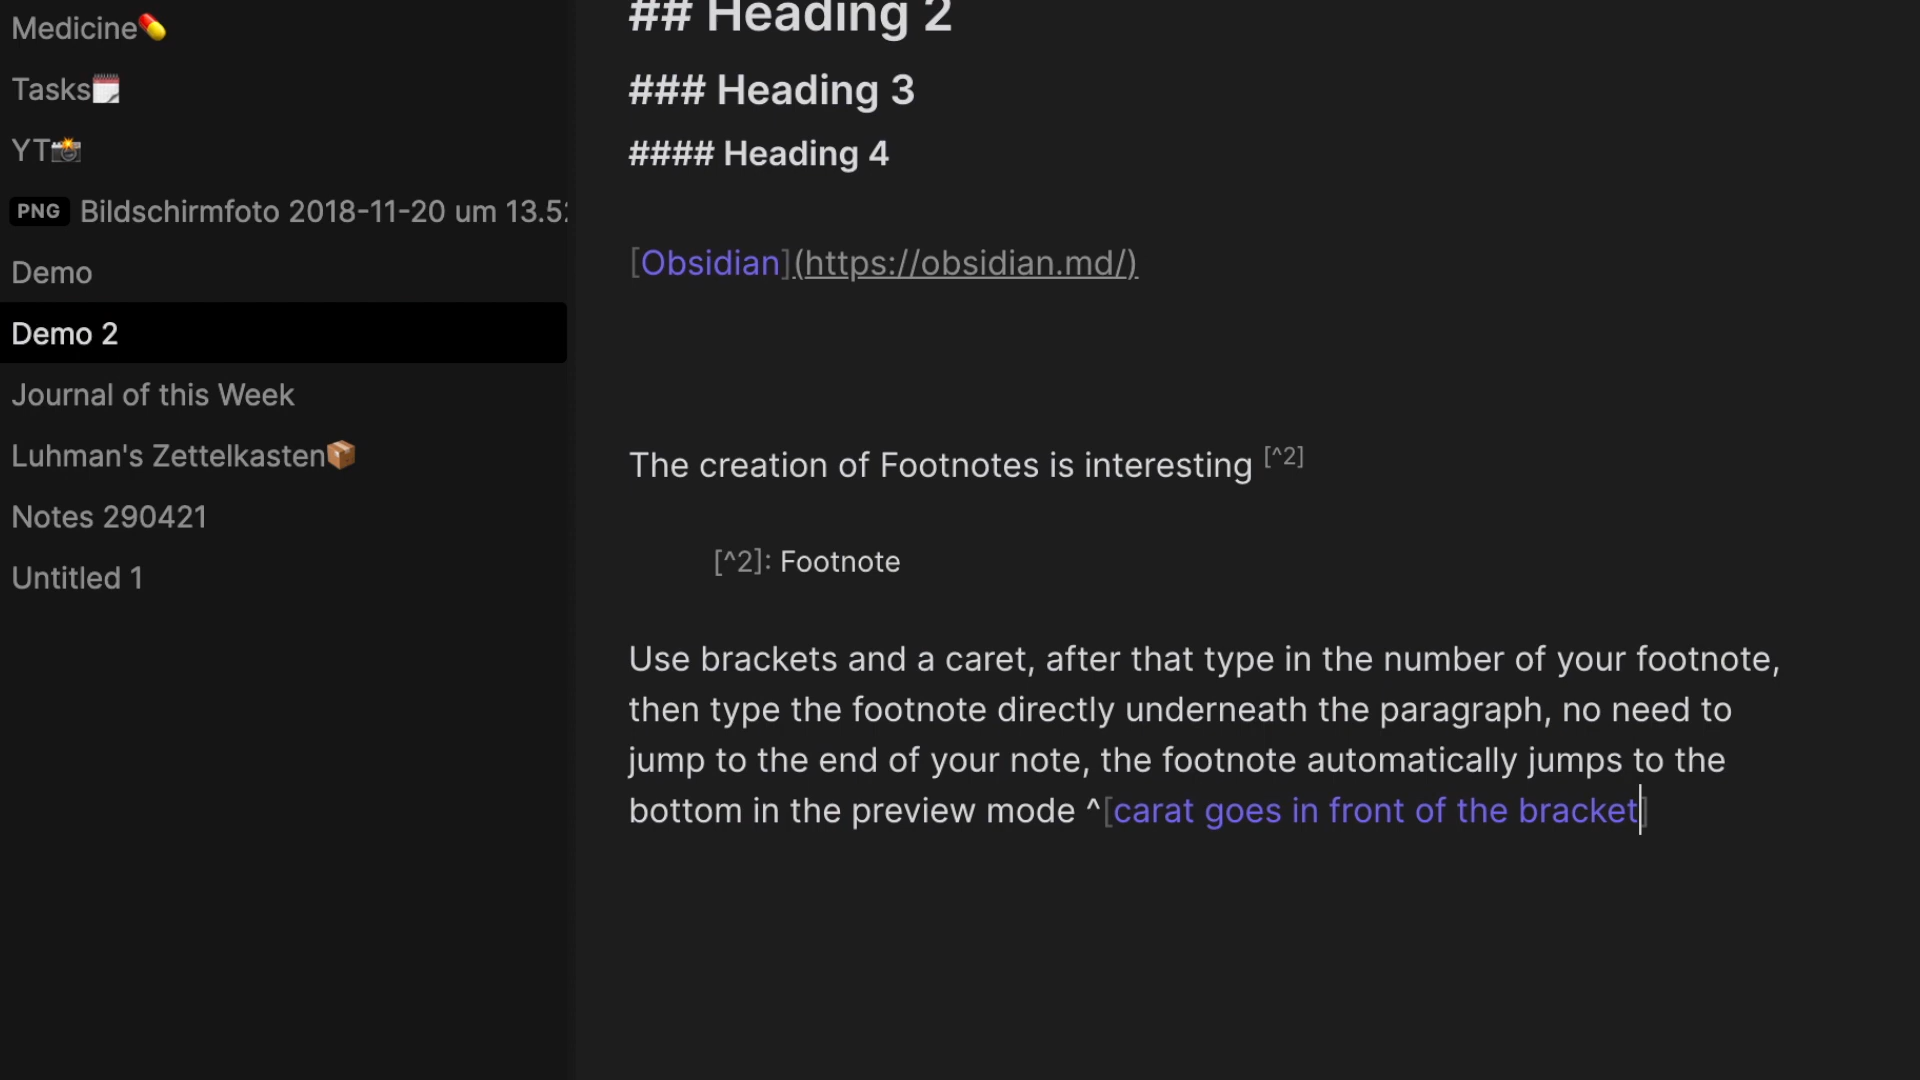 Medicine💊
Tasks🗓
YT📸
PNG Bildschirmfoto 2018-11-20 um 13.52
Demo
Demo 2
Journal of this Week
Luhman's Zettelkasten📦
Notes 290421
Untitled 1
## Heading 2
### Heading 3
#### Heading 4
[Obsidian](https://obsidian.md/)
The creation of Footnotes is interesting [^2]
[^2]: Footnote
Use brackets and a caret, after that type in the number of your footnote,
then type the footnote directly underneath the paragraph, no need to
jump to the end of your note, the footnote automatically jumps to the
bottom in the preview mode ^[carat goes in front of the bracket]